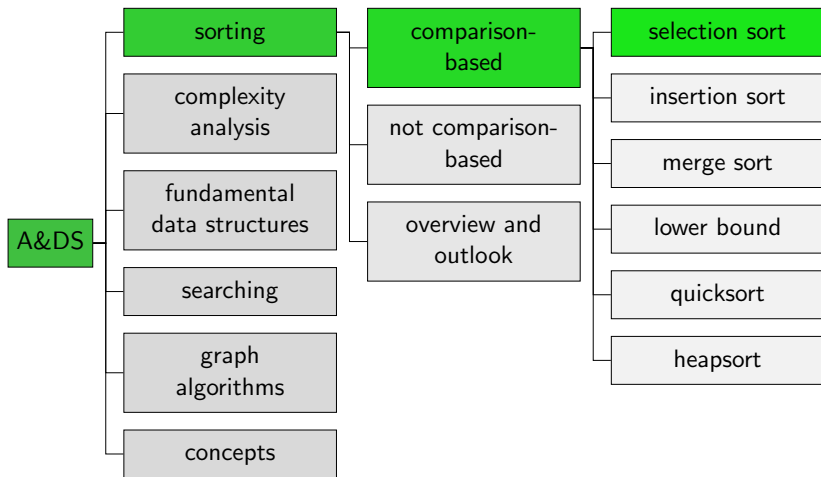 A&DS
sorting
complexity
analysis
fundamental
data structures
searching
graph
algorithms
concepts
comparison-
based
not comparison-
based
overview and
outlook
selection sort
insertion sort
merge sort
lower bound
quicksort
heapsort